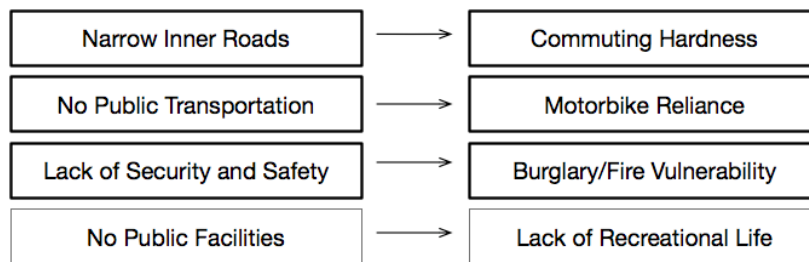 Narrow Inner Roads
Commuting Hardness
No Public Transportation
Motorbike Reliance
Lack of Security and Safety
Burglary/Fire Vulnerability
No Public Facilities
Lack of Recreational Life